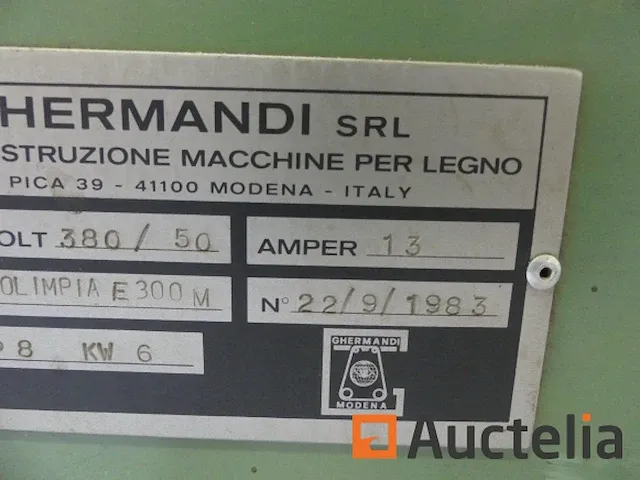 HERMANDI SRL
STRUZIONE MACCHINE PER LEGNO
PICA 39 - 41100 MODENA - ITALY
OLT 380/50 AMPER 13
OLIMPIA E 300 M N° 22/9/1983
P 8 KW 6
GHERMANDI
MODENA
Auctelia